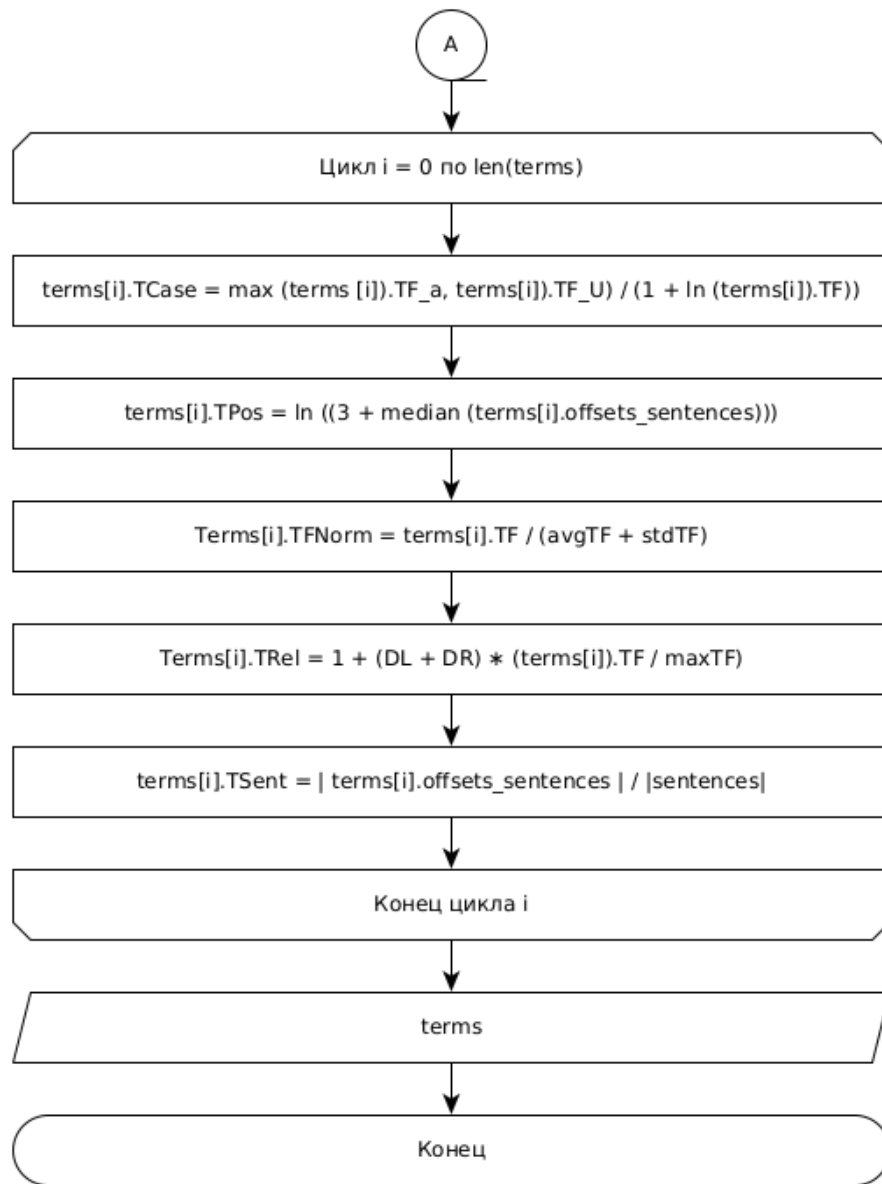 A
Цикл i = 0 по len(terms)
terms[i].TCase = max (terms [i]).TF_a, terms[i]).TF_U) / (1 + ln (terms[i]).TF))
terms[i].TPos = ln ((3 + median (terms[i].offsets_sentences)))
Terms[i].TFNorm = terms[i].TF / (avgTF + stdTF)
Terms[i].TRel = 1 + (DL + DR) * (terms[i]).TF / maxTF)
terms[i].TSent = | terms[i].offsets_sentences | / |sentences|
Конец цикла i
terms
Конец